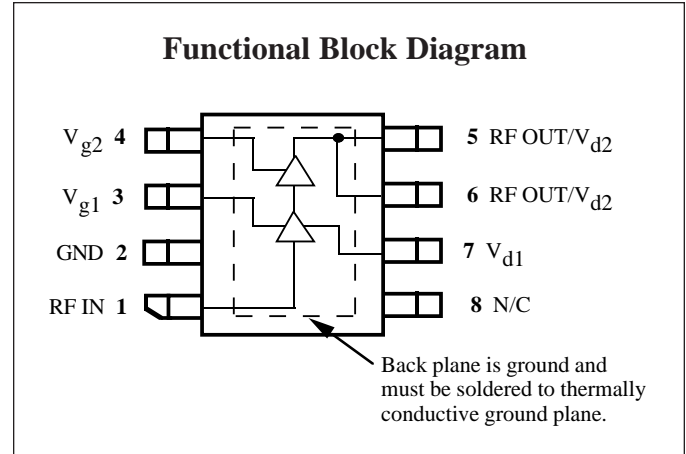 Functional Block Diagram
Vg2 4
5 RF OUT/Vd2
Vg1 3
6 RF OUT/Vd2
GND 2
7 Vd1
RF IN 1
8 N/C
Back plane is ground and
must be soldered to thermally
conductive ground plane.